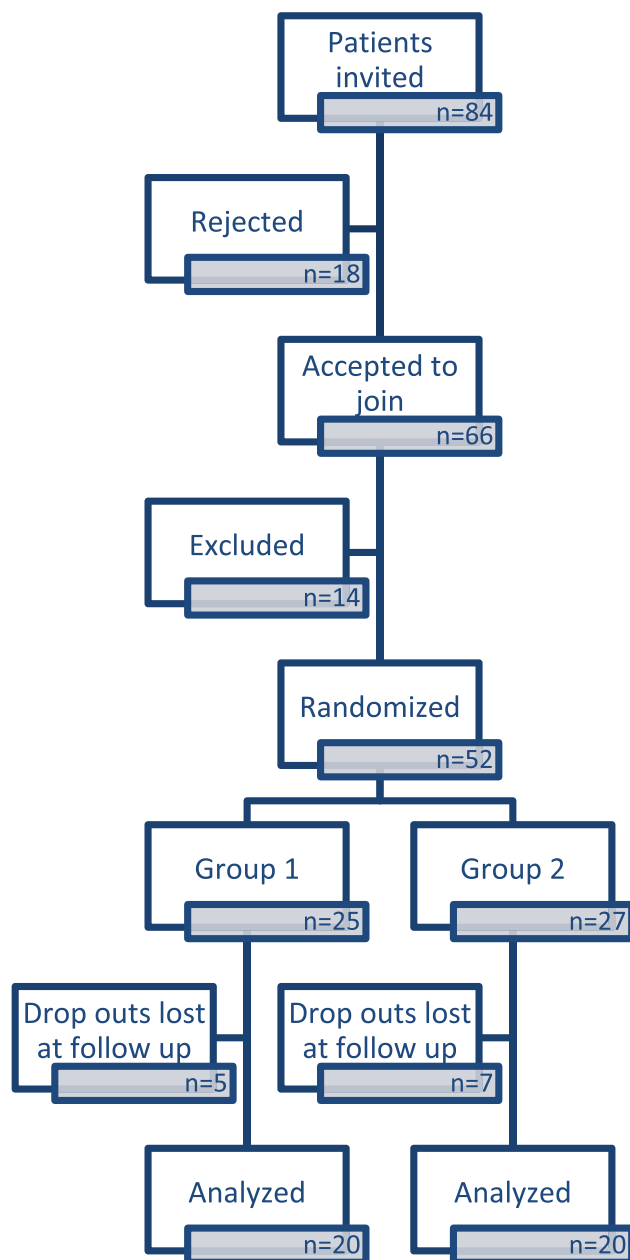 Patients
invited
n=84
Rejected
n=18
Accepted to
join
n=66
Excluded
n=14
Randomized
n=52
Group 1
n=25
Group 2
n=27
Drop outs lost
at follow up
n=5
Drop outs lost
at follow up
n=7
Analyzed
n=20
Analyzed
n=20